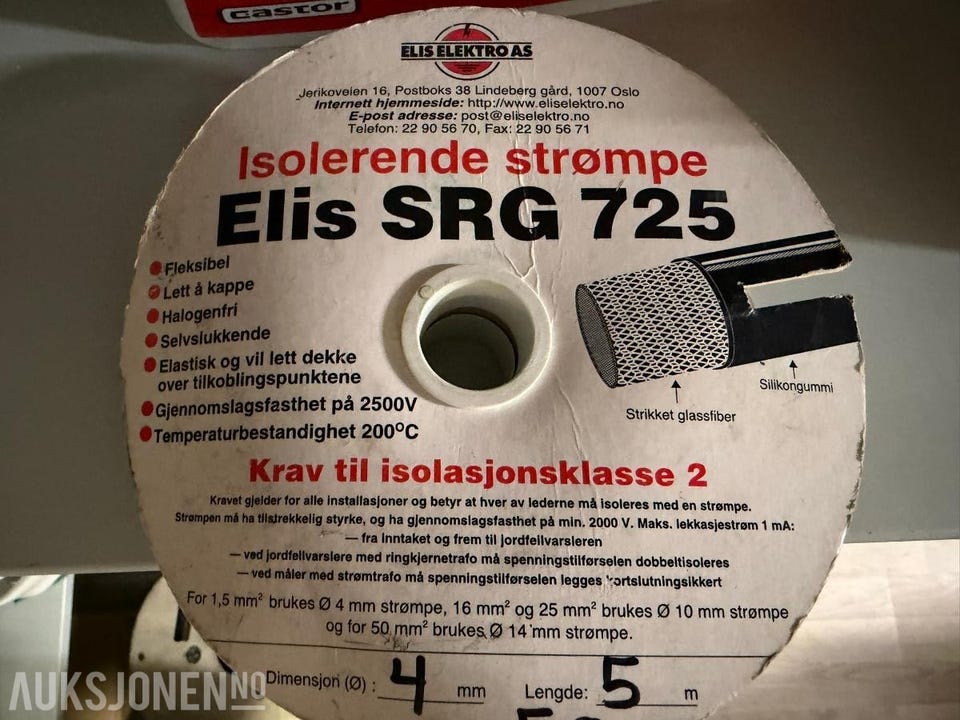 castor
ELIS ELEKTRO AS
Jerikoveien 16, Postboks 38 Lindeberg gård, 1007 Oslo
Internett hjemmeside: http://www.eliselektro.no
E-post adresse: post@eliselektro.no
Telefon: 22 90 56 70, Fax: 22 90 56 71
Isolerende strømpe
Elis SRG 725
Fleksibel
Lett å kappe
Halogenfri
Selvslukkende
Elastisk og vil lett dekke
over tilkoblingspunktene
Gjennomslagsfasthet på 2500V
Temperaturbestandighet 200°C
Silikongummi
Strikket glassfiber
Krav til isolasjonsklasse 2
Kravet gjelder for alle installasjoner og betyr at hver av lederne må isoleres med en strømpe.
Strømpen må ha tilstrekkelig styrke, og ha gjennomslagsfasthet på min. 2000 V. Maks. lekkasjestrøm 1 mA:
— fra inntaket og frem til jordfeilvarsleren
— ved jordfeilvarslere med ringkjernetrafo må spenningstilførselen dobbeltisoleres
— ved måler med strømtrafo må spenningstilførselen legges kortslutningsikkert
For 1,5 mm² brukes Ø 4 mm strømpe, 16 mm² og 25 mm² brukes Ø 10 mm strømpe
og for 50 mm² brukes Ø 14 mm strømpe.
Dimensjon (Ø) : 4 mm Lengde: 5 m
AUKSJONEN.NO